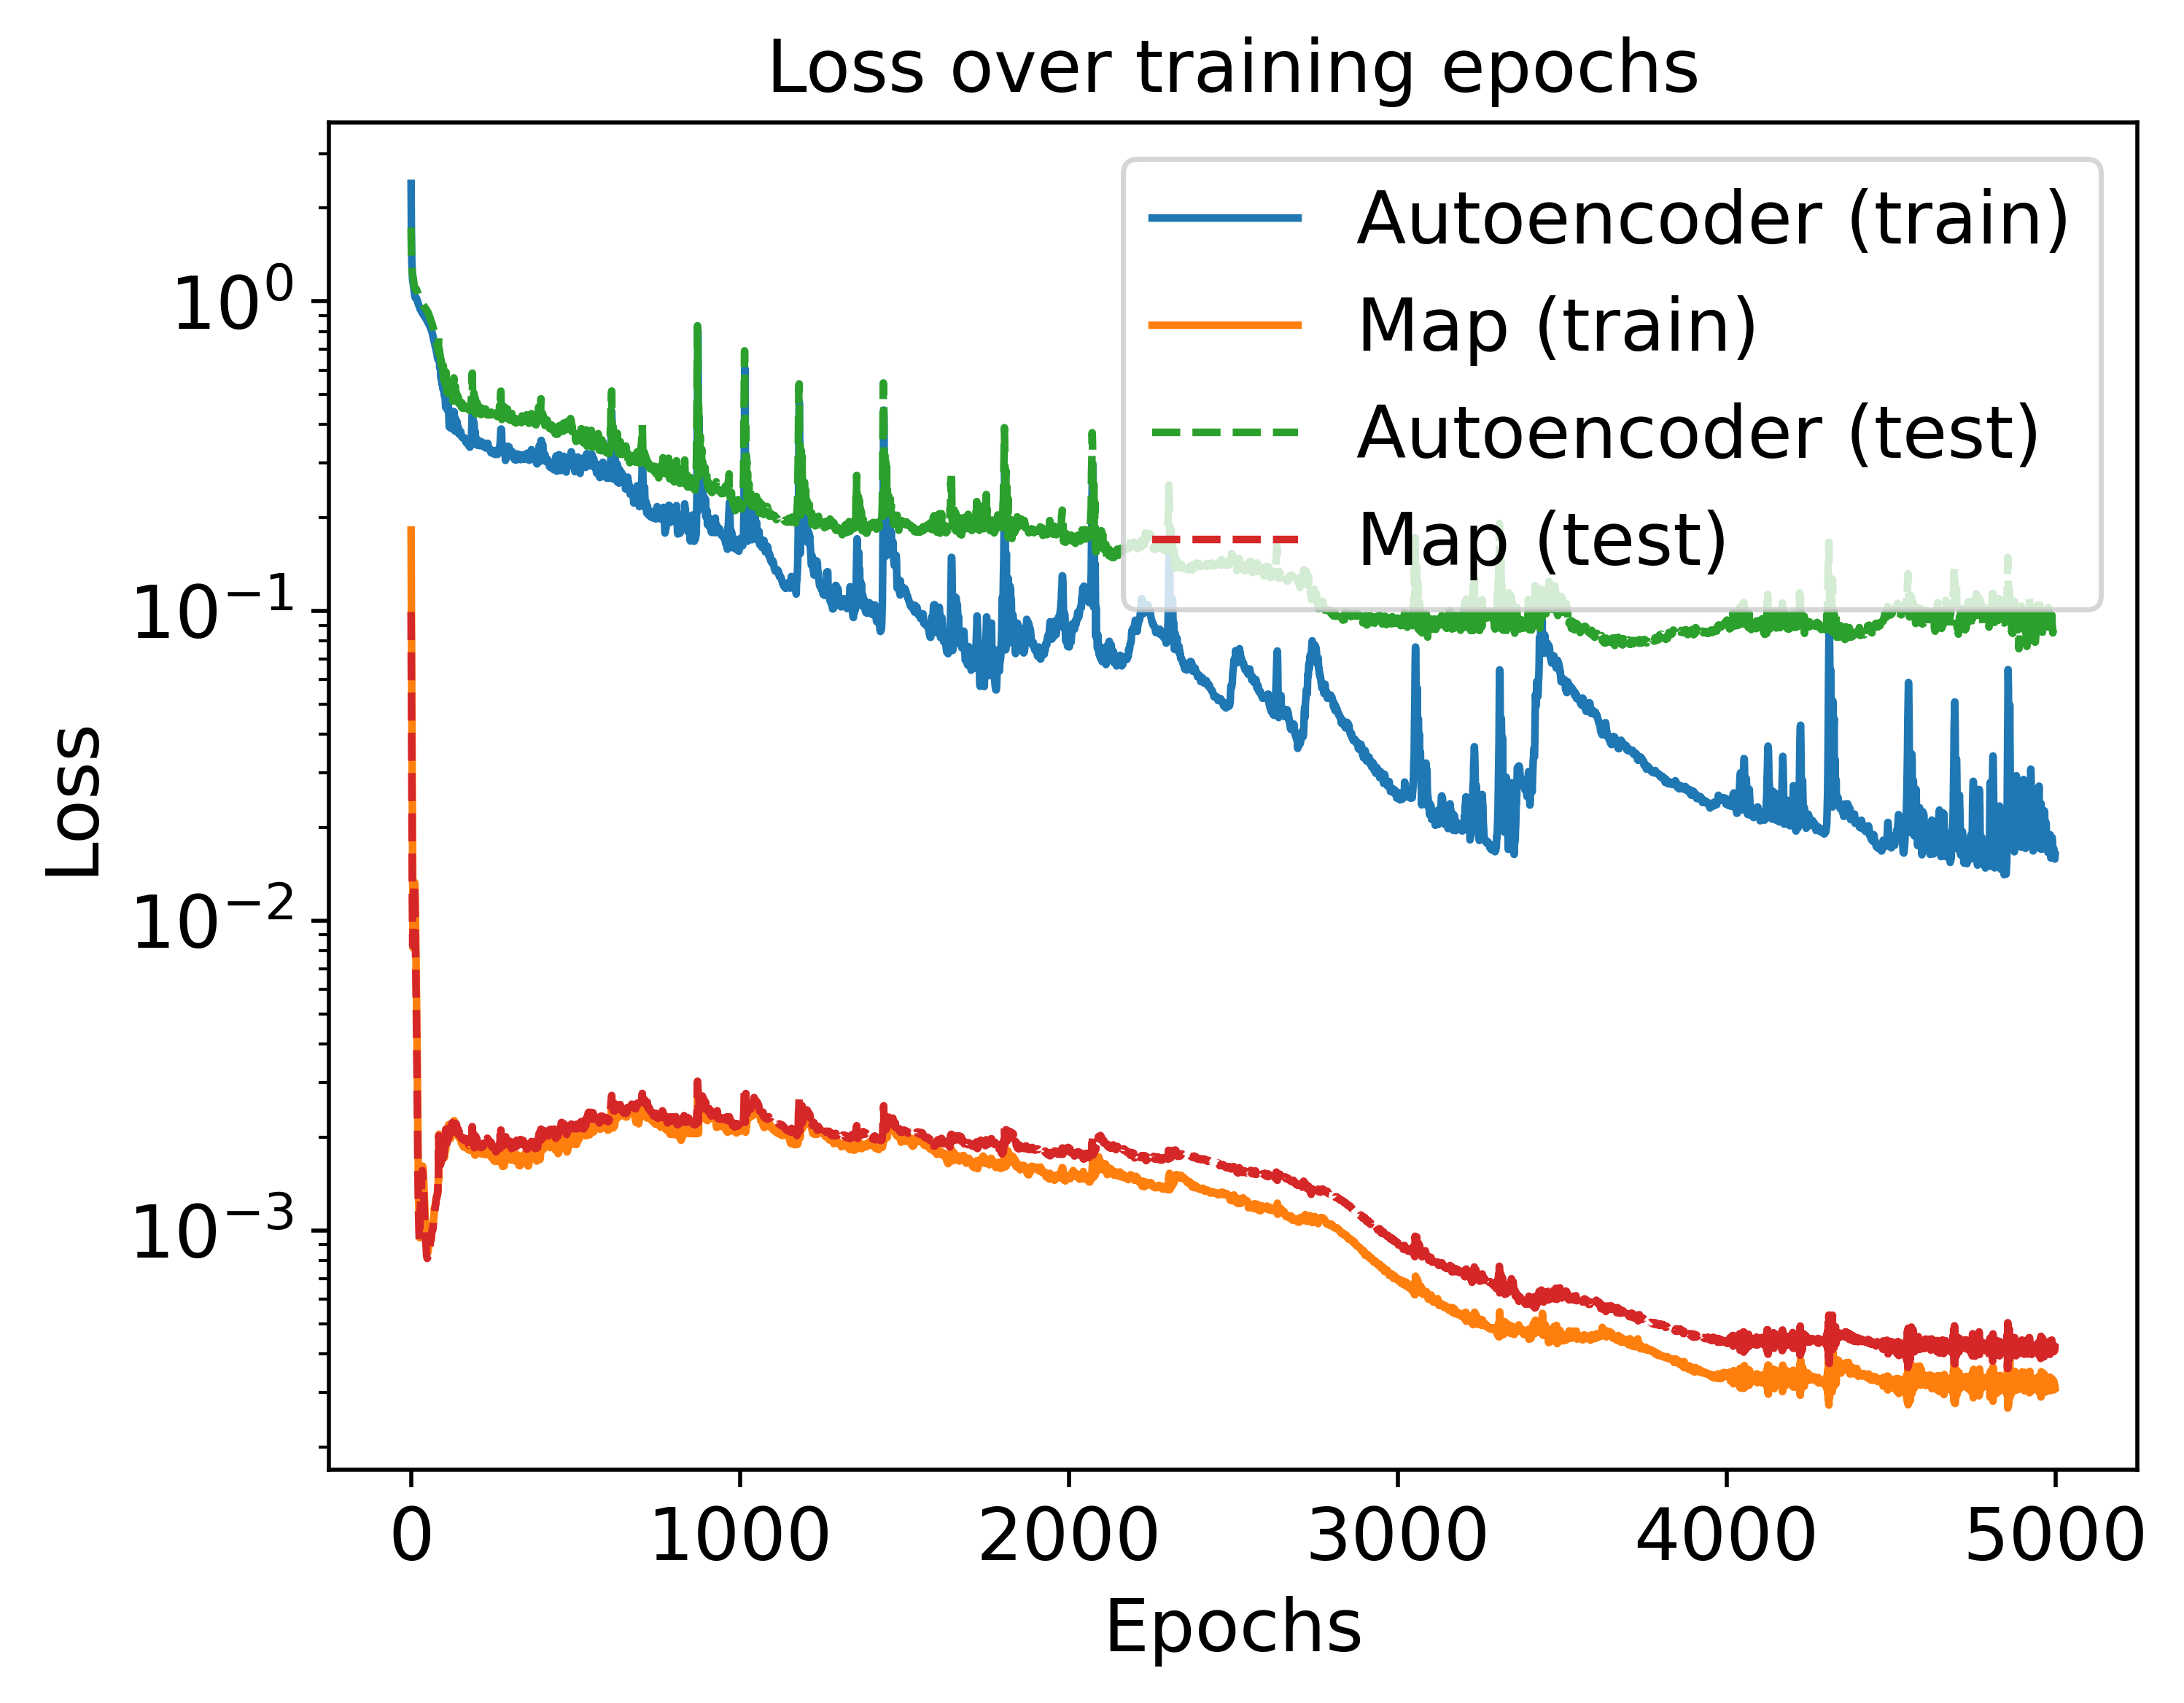 Loss over training epochs
Autoencoder (train)
Map (train)
Autoencoder (test)
Map (test)
10⁰
10⁻¹
10⁻²
10⁻³
Loss
0 1000 2000 3000 4000 5000
Epochs